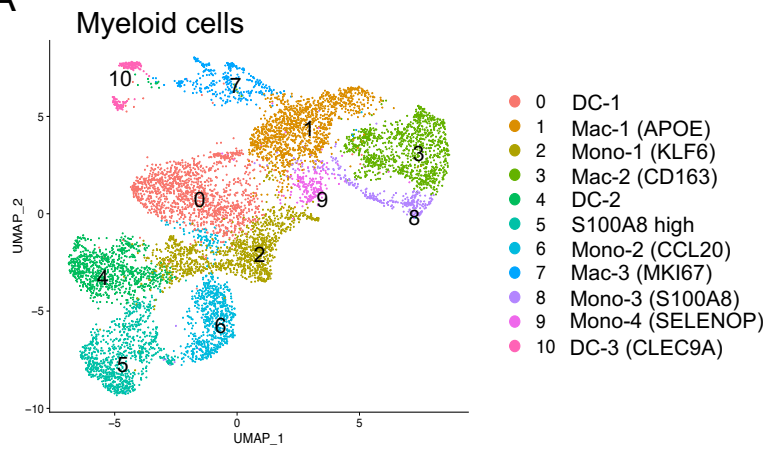 A
Myeloid cells
10
7
1
3
0
9
8
2
4
6
5
5
0
−5
−10
−5
0
5
UMAP_2
UMAP_1
0 DC-1
1 Mac-1 (APOE)
2 Mono-1 (KLF6)
3 Mac-2 (CD163)
4 DC-2
5 S100A8 high
6 Mono-2 (CCL20)
7 Mac-3 (MKI67)
8 Mono-3 (S100A8)
9 Mono-4 (SELENOP)
10 DC-3 (CLEC9A)